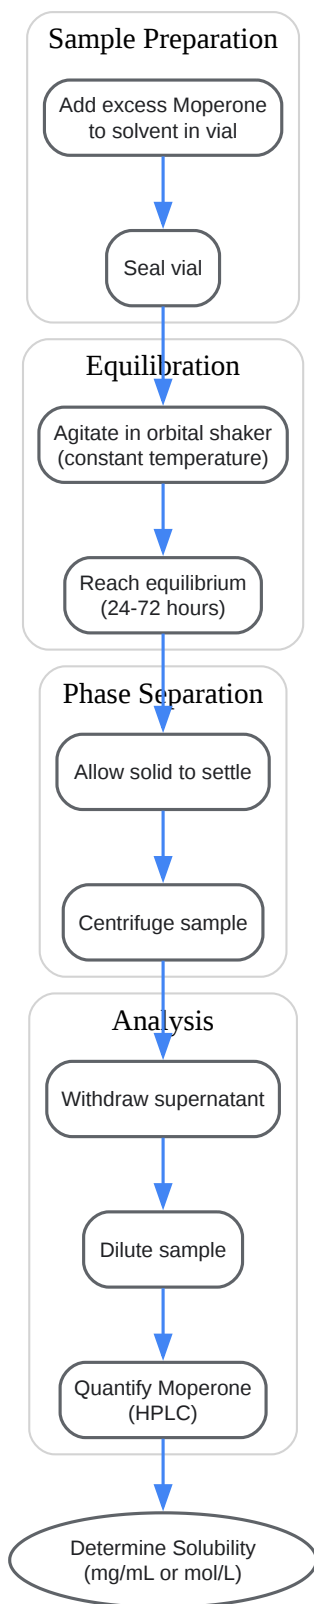 Sample Preparation
Add excess Moperone
to solvent in vial
Seal vial
Equilibration
Agitate in orbital shaker
(constant temperature)
Reach equilibrium
(24-72 hours)
Phase Separation
Allow solid to settle
Centrifuge sample
Analysis
Withdraw supernatant
Dilute sample
Quantify Moperone
(HPLC)
Determine Solubility
(mg/mL or mol/L)